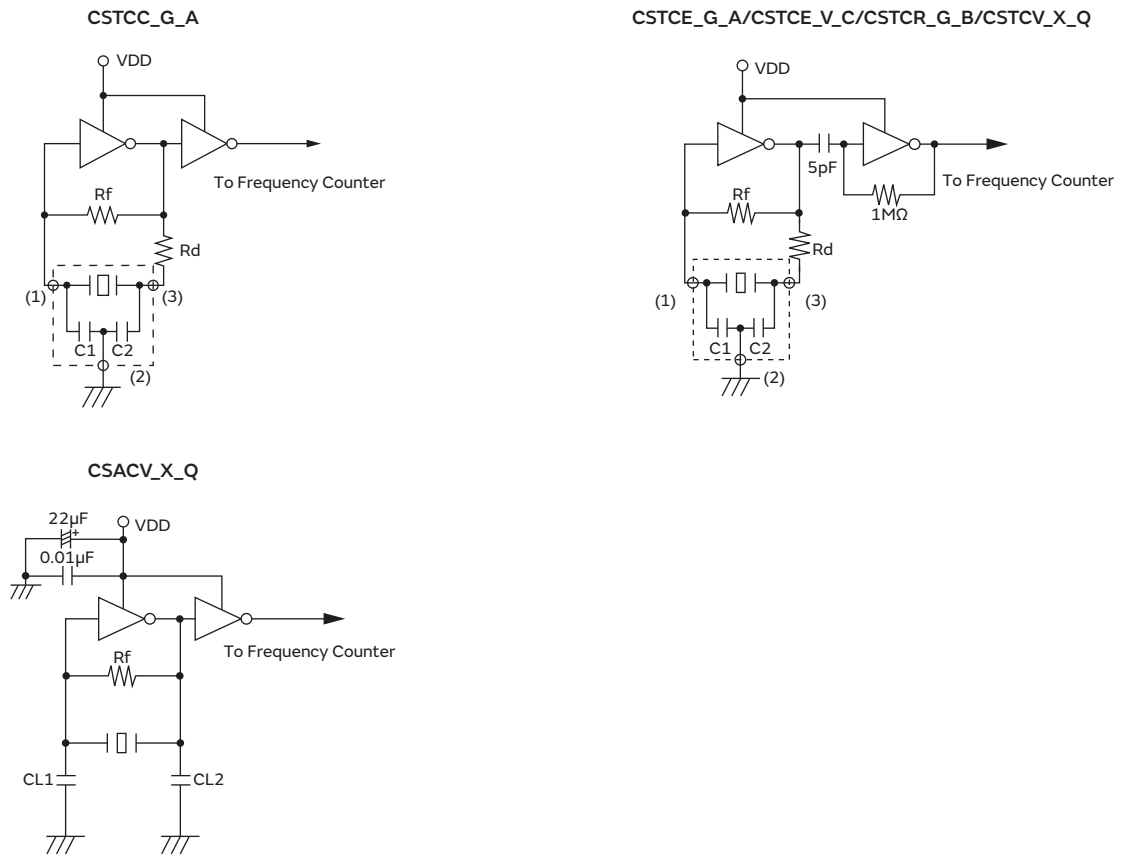 CSTCC_G_A
VDD
To Frequency Counter
Rf
Rd
(1)
(3)
C1
C2
(2)
CSTCE_G_A/CSTCE_V_C/CSTCR_G_B/CSTCV_X_Q
VDD
5pF
To Frequency Counter
Rf
1MΩ
Rd
(1)
(3)
C1
C2
(2)
CSACV_X_Q
22µF
VDD
+
0.01µF
To Frequency Counter
Rf
CL1
CL2